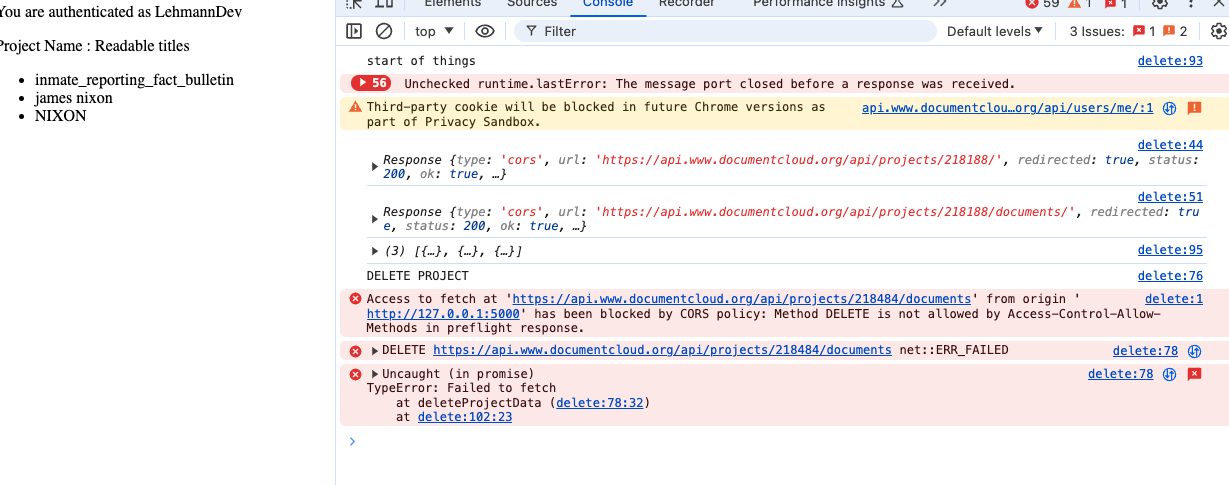 You are authenticated as LehmannDev
Project Name : Readable titles
inmate_reporting_fact_bulletin
james nixon
NIXON
Elements Sources Console Recorder Performance insights 59 1 1
top Filter Default levels 3 Issues: 1 2
start of things delete:93
56 Unchecked runtime.lastError: The message port closed before a response was received.
Third-party cookie will be blocked in future Chrome versions as api.www.documentclou…org/api/users/me/:1
part of Privacy Sandbox.
delete:44
Response {type: 'cors', url: 'https://api.www.documentcloud.org/api/projects/218188/', redirected: true, status:
200, ok: true, …}
delete:51
Response {type: 'cors', url: 'https://api.www.documentcloud.org/api/projects/218188/documents/', redirected: tru
e, status: 200, ok: true, …}
(3) [{…}, {…}, {…}] delete:95
DELETE PROJECT delete:76
Access to fetch at 'https://api.www.documentcloud.org/api/projects/218484/documents' from origin ' delete:1
http://127.0.0.1:5000' has been blocked by CORS policy: Method DELETE is not allowed by Access-Control-Allow-
Methods in preflight response.
DELETE https://api.www.documentcloud.org/api/projects/218484/documents net::ERR_FAILED delete:78
Uncaught (in promise) delete:78
TypeError: Failed to fetch
at deleteProjectData (delete:78:32)
at delete:102:23